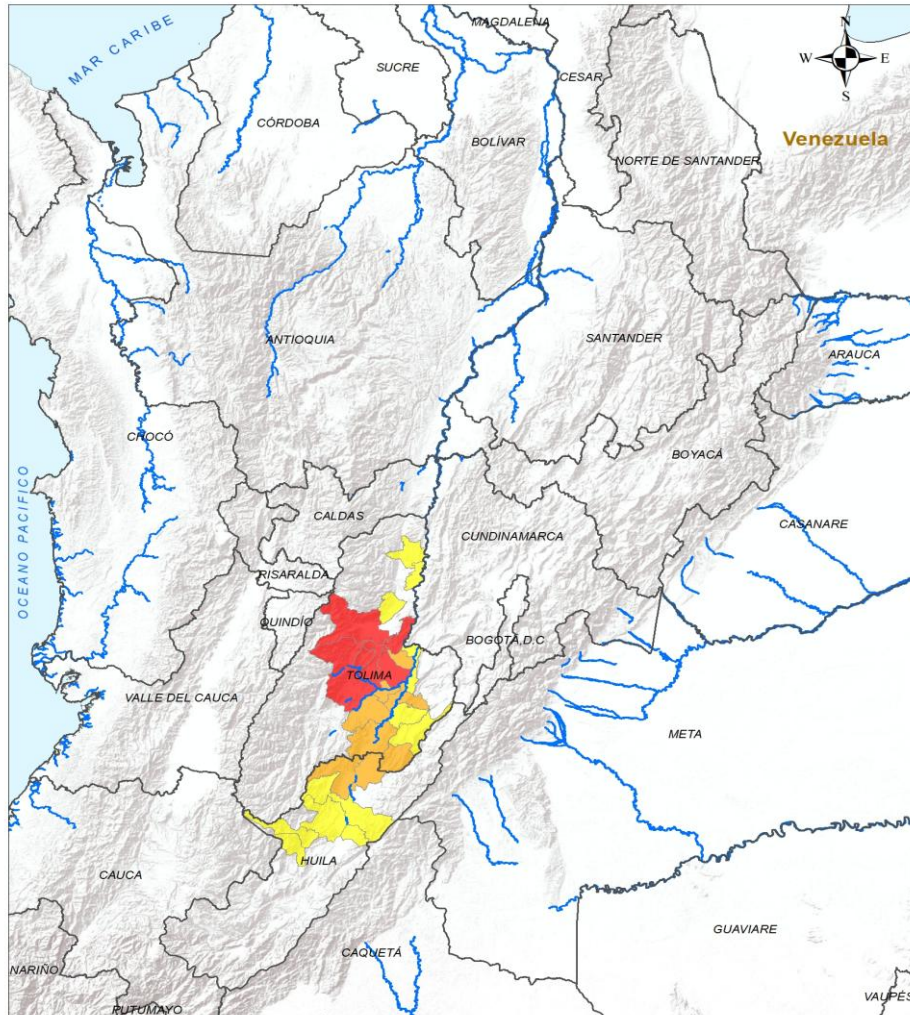 MAGDALENA
MAR CARIBE
N
W
E
S
SUCRE
CESAR
CÓRDOBA
BOLÍVAR
Venezuela
NORTE DE SANTANDER
ANTIOQUIA
SANTANDER
ARAUCA
CHOCÓ
BOYACÁ
OCEANO PACIFICO
CALDAS
CASANARE
CUNDINAMARCA
RISARALDA
QUINDÍO
BOGOTÁ,D.C
TOLIMA
VALLE DEL CAUCA
META
HUILA
CAUCA
GUAVIARE
CAQUETÁ
NARIÑO
PUTUMAYO
VAUPÉS